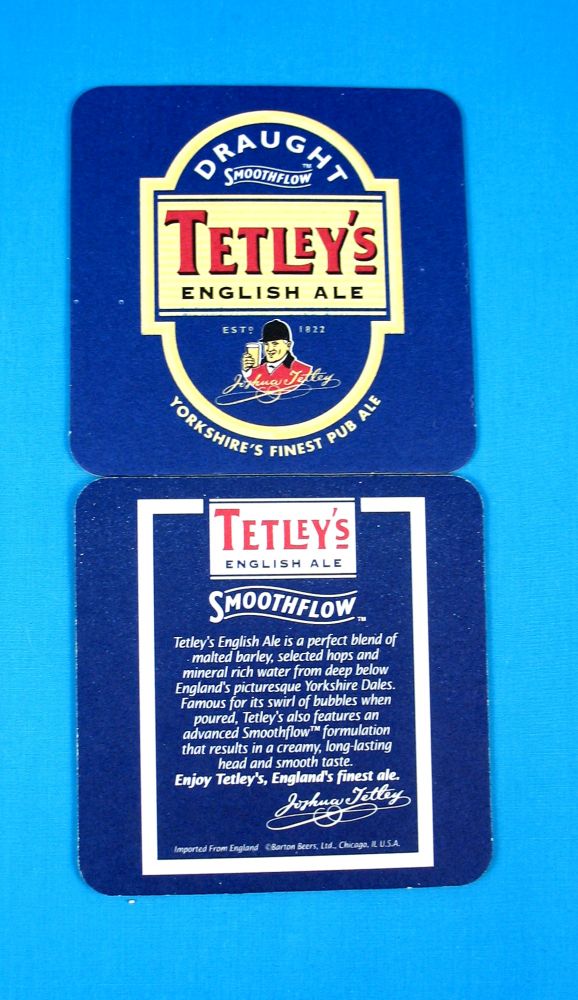 DRAUGHT
SMOOTHFLOW™
TETLEY'S
ENGLISH ALE
ESTD 1822
Joshua Tetley
YORKSHIRE'S FINEST PUB ALE
TETLEY'S
ENGLISH ALE
SMOOTHFLOW™
Tetley's English Ale is a perfect blend of
malted barley, selected hops and
mineral rich water from deep below
England's picturesque Yorkshire Dales.
Famous for its swirl of bubbles when
poured, Tetley's also features an
advanced Smoothflow™ formulation
that results in a creamy, long-lasting
head and smooth taste.
Enjoy Tetley's, England's finest ale.
Joshua Tetley
Imported From England ©Barton Beers, Ltd., Chicago, IL U.S.A.